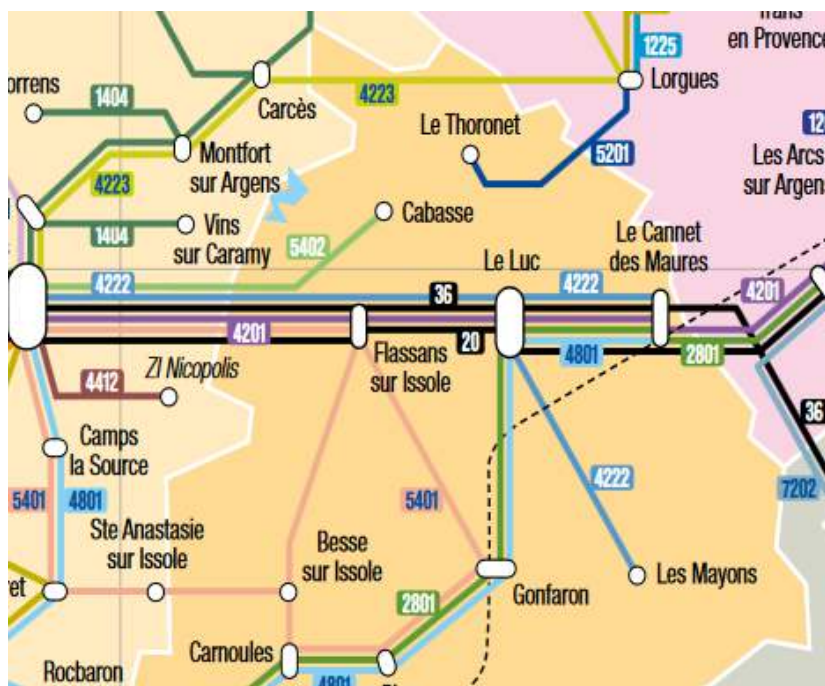 en Provence
1225
Lorgues
1404
Carcès
4223
Le Thoronet
5201
Les Arcs
sur Argens
Montfort
sur Argens
4223
1404
Vins
sur Caramy
Cabasse
5402
Le Cannet
des Maures
Le Luc
4222
36
4222
4201
4201
20
4801
2801
Flassans
sur Issole
ZI Nicopolis
4412
36
7202
Camps
la Source
5401
4801
5401
4222
Ste Anastasie
sur Issole
Besse
sur Issole
Les Mayons
Gonfaron
2801
Carnoules
4801
Rocbaron